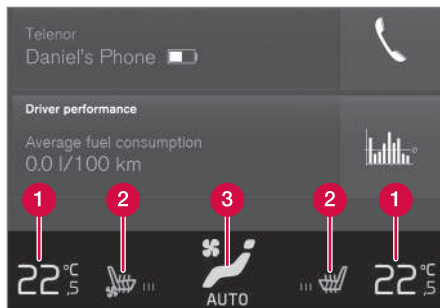 Telenor
Daniel's Phone
Driver performance
Average fuel consumption
0.0 l/100 km
1 2 3 2 1
22,5 °C 22,5 °C
AUTO